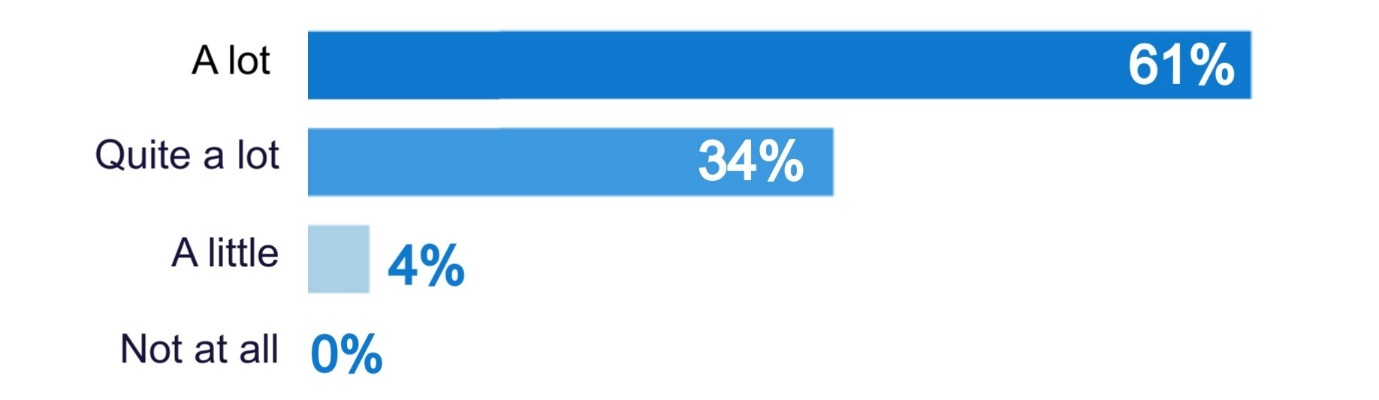 A lot 61%
Quite a lot 34%
A little 4%
Not at all 0%